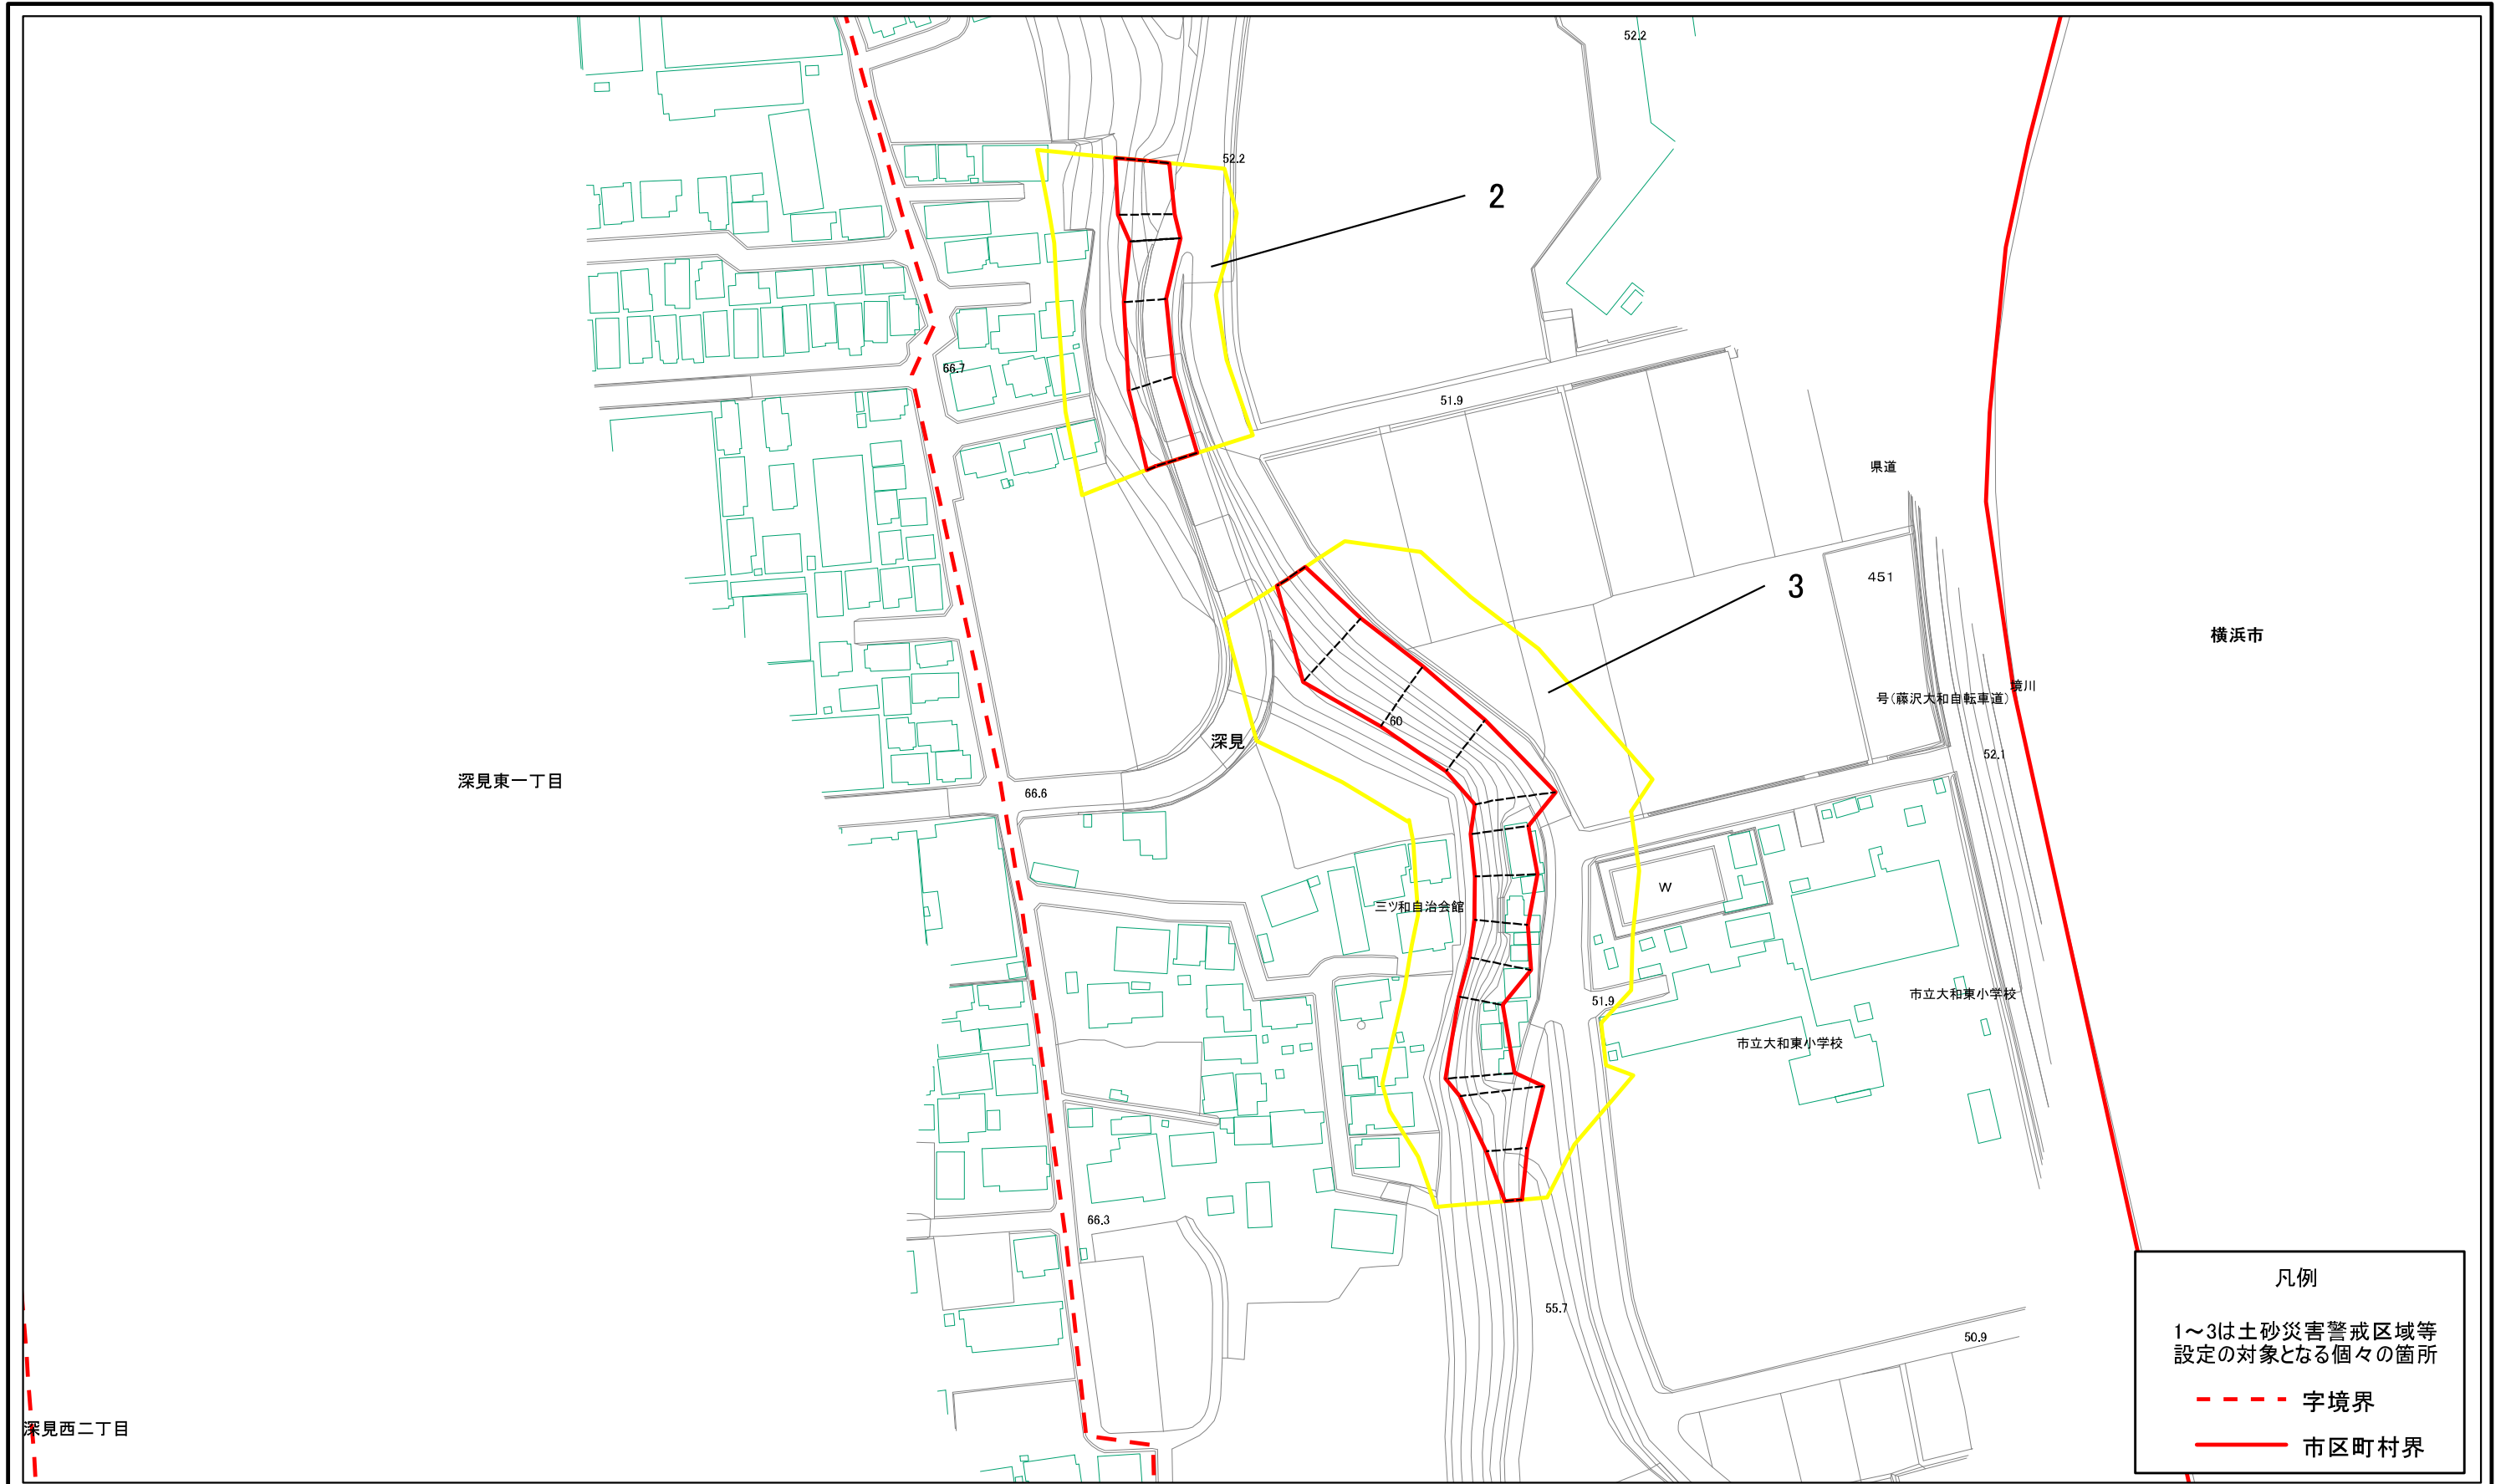 52.2
52.2
2
66.7
51.9
県道
451
3
横浜市
境川
号(藤沢大和自転車道)
60
深見
52.1
深見東一丁目
66.6
W
三ツ和自治会館
市立大和東小学校
51.9
市立大和東小学校
66.3
55.7
50.9
深見西二丁目
凡例
1～3は土砂災害警戒区域等
設定の対象となる個々の箇所
字境界
市区町村界